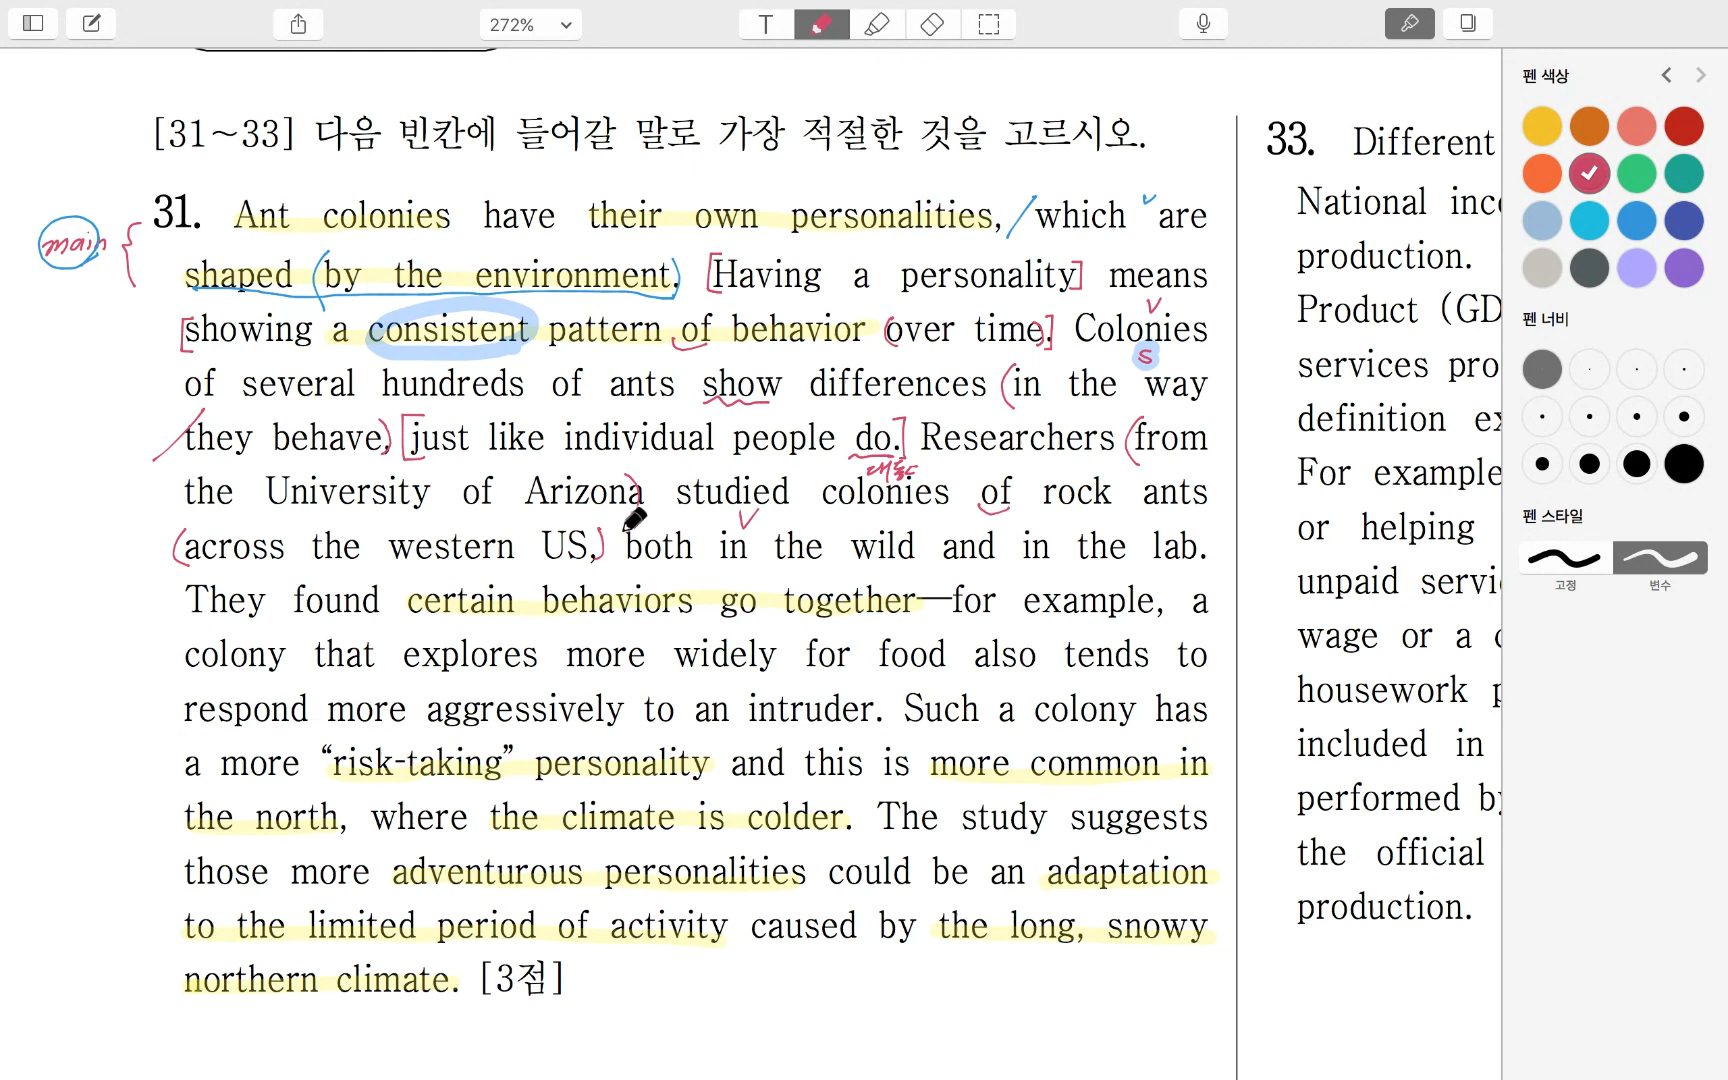 272%
T
펜 색상
펜 너비
펜 스타일
고정
변수
[31~33] 다음 빈칸에 들어갈 말로 가장 적절한 것을 고르시오.
main
31. Ant colonies have their own personalities, which are
shaped by the environment. Having a personality means
showing a consistent pattern of behavior over time. Colonies
s
of several hundreds of ants show differences in the way
they behave, just like individual people do. Researchers from
대동사
the University of Arizona studied colonies of rock ants
across the western US, both in the wild and in the lab.
They found certain behaviors go together—for example, a
colony that explores more widely for food also tends to
respond more aggressively to an intruder. Such a colony has
a more “risk-taking” personality and this is more common in
the north, where the climate is colder. The study suggests
those more adventurous personalities could be an adaptation
to the limited period of activity caused by the long, snowy
northern climate. [3점]
33. Different
National inc
production.
Product (GD
services pro
definition ex
For example
or helping
unpaid servi
wage or a c
housework p
included in
performed by
the official
production.